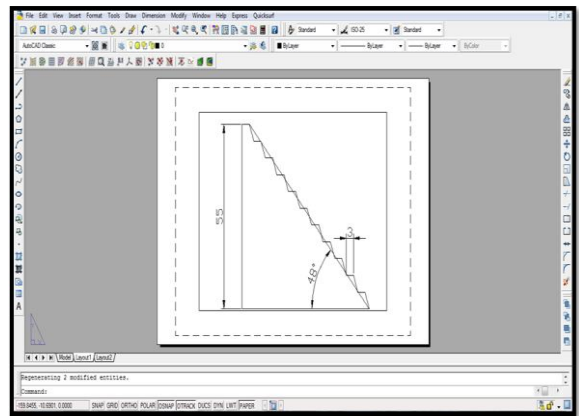 File Edit View Insert Format Tools Draw Dimension Modify Window Help Express Quicksurf
Standard ISO-25 Standard
AutoCAD Classic 0 ByLayer ByLayer ByLayer ByColor
55
3
48°
A
Model Layout1 Layout2
Regenerating 2 modified entities.
Command:
SNAP GRID ORTHO POLAR OSNAP OTRACK DUCS DYN LWT PAPER